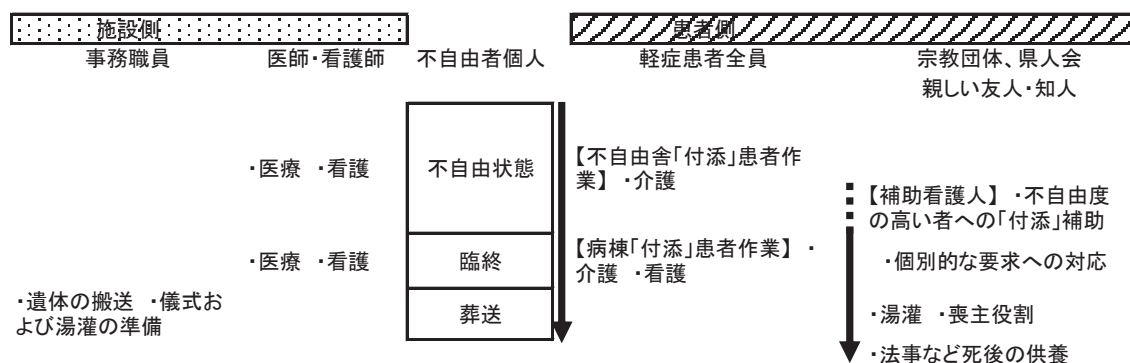 施設側
患者側
事務職員
医師・看護師
不自由者個人
軽症患者全員
宗教団体、県人会
親しい友人・知人
・医療 ・看護
不自由状態
【不自由舎「付添」患者作
業】 ・介護
【補助看護人】 ・不自由度
の高い者への「付添」補助
・医療 ・看護
臨終
【病棟「付添」患者作業】 ・
介護 ・看護
・個別的な要求への対応
・遺体の搬送 ・儀式お
よび湯灌の準備
葬送
・湯灌 ・喪主役割
・法事など死後の供養